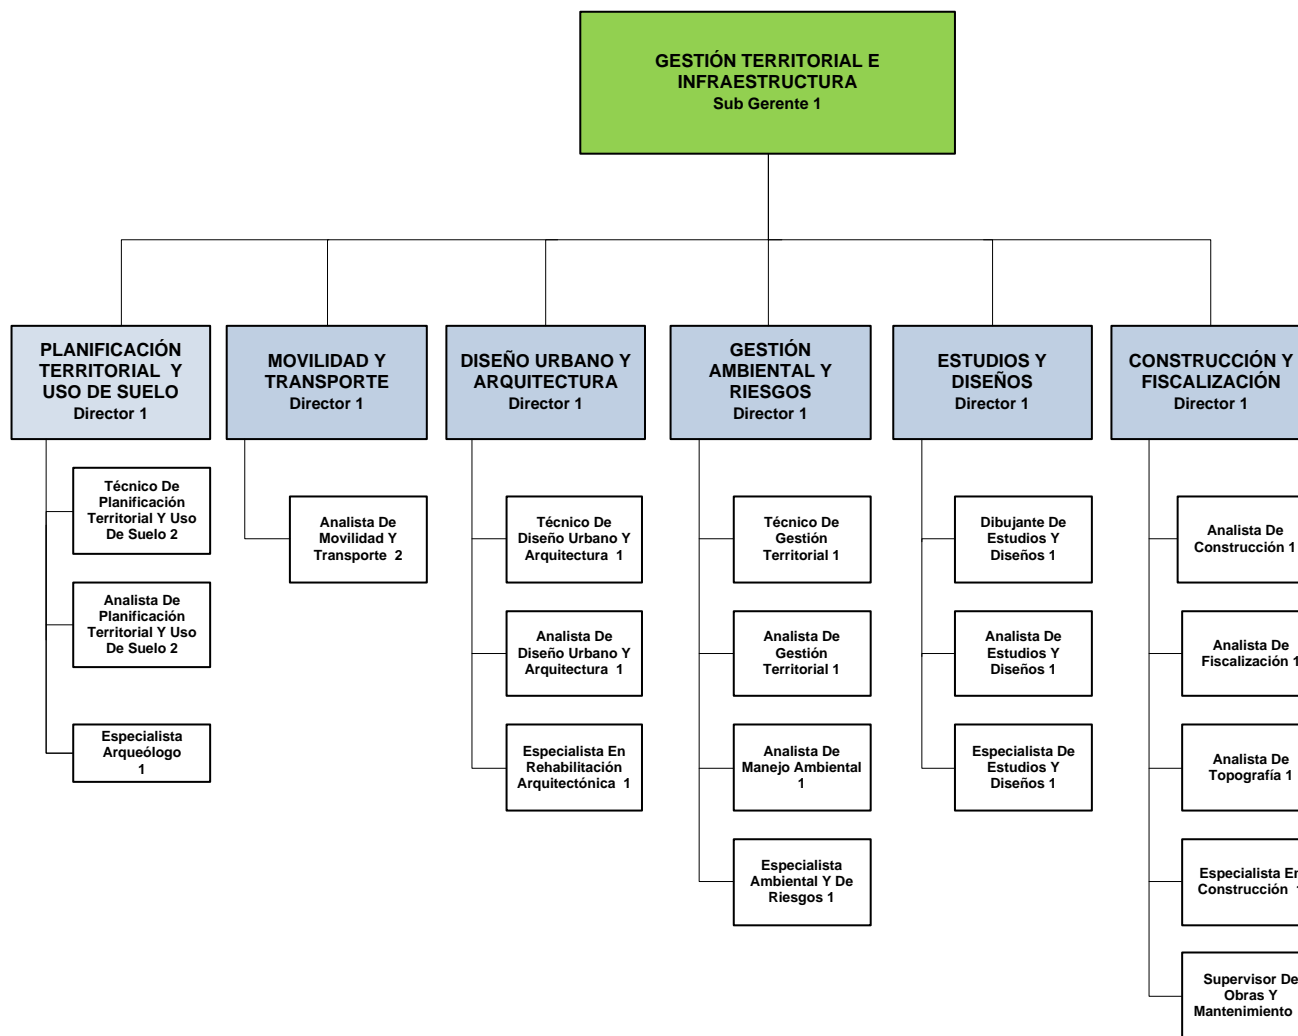 GESTIÓN TERRITORIAL E
INFRAESTRUCTURA
Sub Gerente 1
PLANIFICACIÓN
TERRITORIAL Y
USO DE SUELO
Director 1
MOVILIDAD Y
TRANSPORTE
Director 1
DISEÑO URBANO Y
ARQUITECTURA
Director 1
GESTIÓN
AMBIENTAL Y
RIESGOS
Director 1
ESTUDIOS Y
DISEÑOS
Director 1
CONSTRUCCIÓN Y
FISCALIZACIÓN
Director 1
Técnico De
Planificación
Territorial Y Uso
De Suelo 2
Analista De
Planificación
Territorial Y Uso
De Suelo 2
Especialista
Arqueólogo
1
Analista De
Movilidad Y
Transporte 2
Técnico De
Diseño Urbano Y
Arquitectura 1
Analista De
Diseño Urbano Y
Arquitectura 1
Especialista En
Rehabilitación
Arquitectónica 1
Técnico De
Gestión
Territorial 1
Analista De
Gestión
Territorial 1
Analista De
Manejo Ambiental
1
Especialista
Ambiental Y De
Riesgos 1
Dibujante De
Estudios Y
Diseños 1
Analista De
Estudios Y
Diseños 1
Especialista De
Estudios Y
Diseños 1
Analista De
Construcción 1
Analista De
Fiscalización 1
Analista De
Topografía 1
Especialista En
Construcción 1
Supervisor De
Obras Y
Mantenimiento